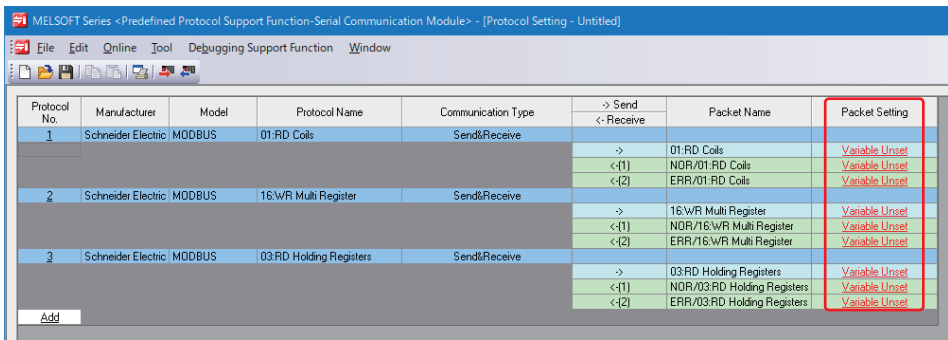 MELSOFT Series <Predefined Protocol Support Function-Serial Communication Module> - [Protocol Setting - Untitled]
File Edit Online Tool Debugging Support Function Window
Protocol No. Manufacturer Model Protocol Name Communication Type -> Send <- Receive Packet Name Packet Setting
1 Schneider Electric MODBUS 01:RD Coils Send&Receive
-> 01:RD Coils Variable Unset
<-(1) NOR/01:RD Coils Variable Unset
<-(2) ERR/01:RD Coils Variable Unset
2 Schneider Electric MODBUS 16:WR Multi Register Send&Receive
-> 16:WR Multi Register Variable Unset
<-(1) NOR/16:WR Multi Register Variable Unset
<-(2) ERR/16:WR Multi Register Variable Unset
3 Schneider Electric MODBUS 03:RD Holding Registers Send&Receive
-> 03:RD Holding Registers Variable Unset
<-(1) NOR/03:RD Holding Registers Variable Unset
<-(2) ERR/03:RD Holding Registers Variable Unset
Add